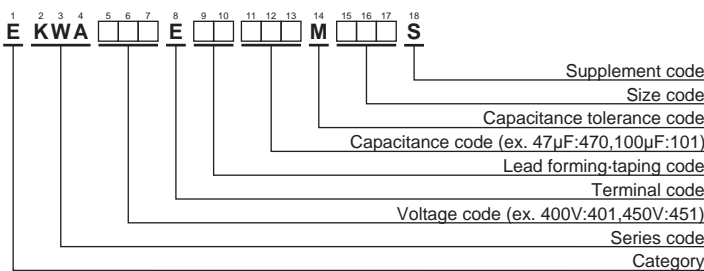 1 2 3 4 5 6 7 8 9 10 11 12 13 14 15 16 17 18
E KWA E M S
Supplement code
Size code
Capacitance tolerance code
Capacitance code (ex. 47µF:470,100µF:101)
Lead forming·taping code
Terminal code
Voltage code (ex. 400V:401,450V:451)
Series code
Category